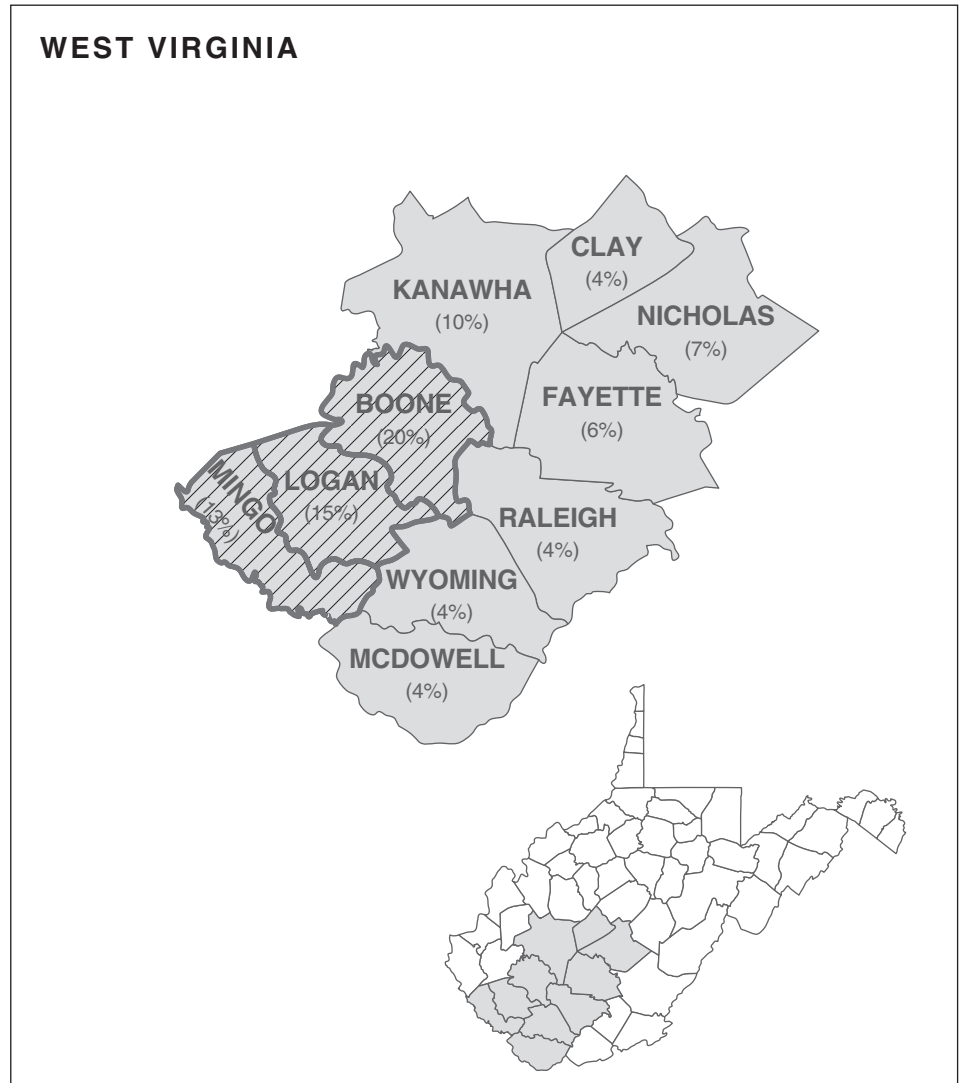 WEST VIRGINIA
CLAY
(4%)
KANAWHA
(10%)
NICHOLAS
(7%)
BOONE
(20%)
FAYETTE
(6%)
MINGO
(13%)
LOGAN
(15%)
RALEIGH
(4%)
WYOMING
(4%)
MCDOWELL
(4%)